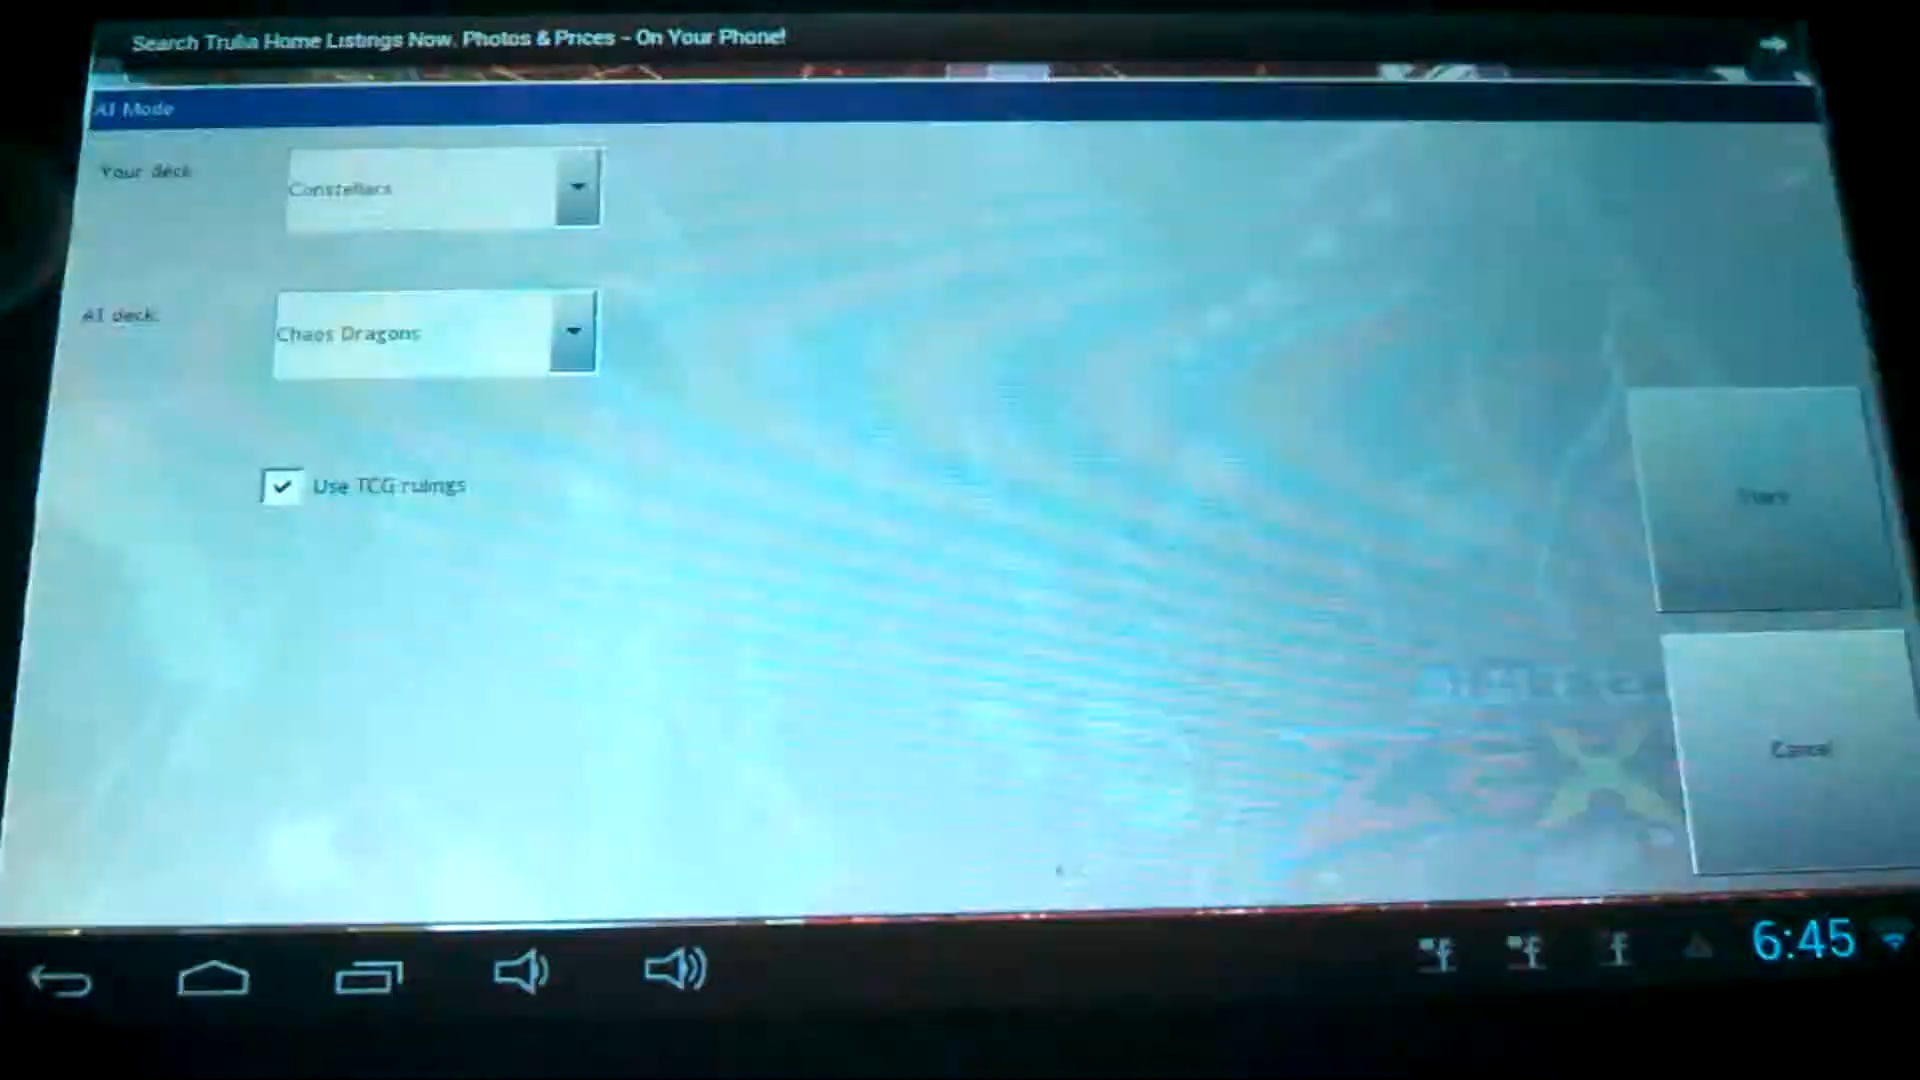 Search Trulia Home Listings Now. Photos & Prices - On Your Phone!
AI Mode
Your deck
Constellars
AI deck:
Chaos Dragons
Use TCG rulings
Start
Cancel
6:45